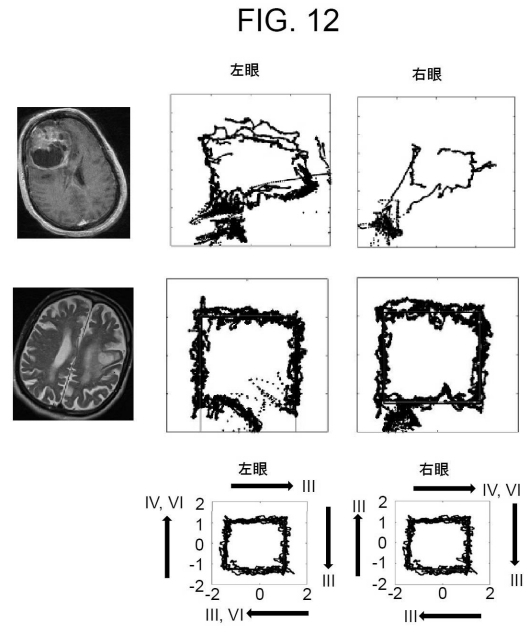 FIG. 12
左眼 右眼
左眼 右眼
III IV, VI
IV, VI III
2 2
1 1
0 0
-1 -1
-2 -2
-2 0 2 -2 0 2
III III
III, VI III